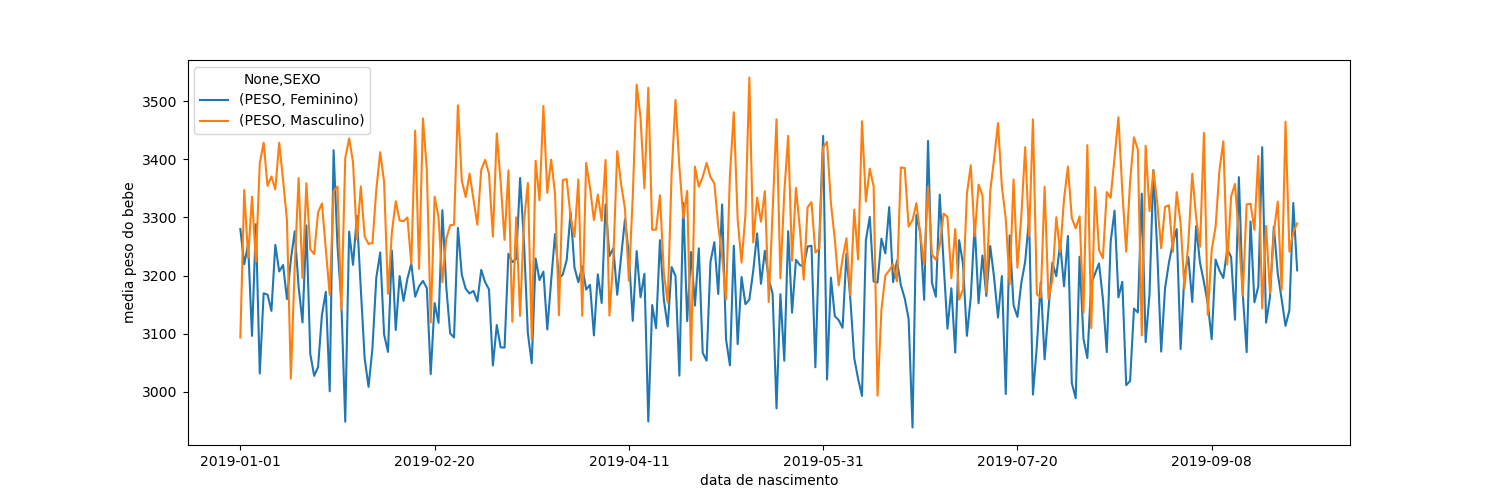 None,SEXO
(PESO, Feminino)
(PESO, Masculino)
media peso do bebe
3500
3400
3300
3200
3100
3000
2019-01-01 2019-02-20 2019-04-11 2019-05-31 2019-07-20 2019-09-08
data de nascimento